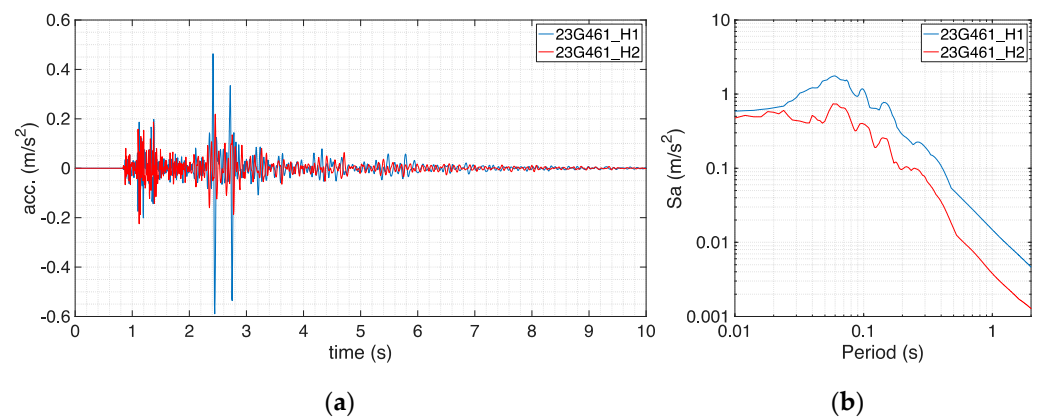 acc. (m/s²)
0.6
0.4
0.2
0
-0.2
-0.4
-0.6
0 1 2 3 4 5 6 7 8 9 10
time (s)
23G461_H1
23G461_H2
(a)
Sa (m/s²)
10
1
0.1
0.01
0.001
0.01 0.1 1
Period (s)
23G461_H1
23G461_H2
(b)